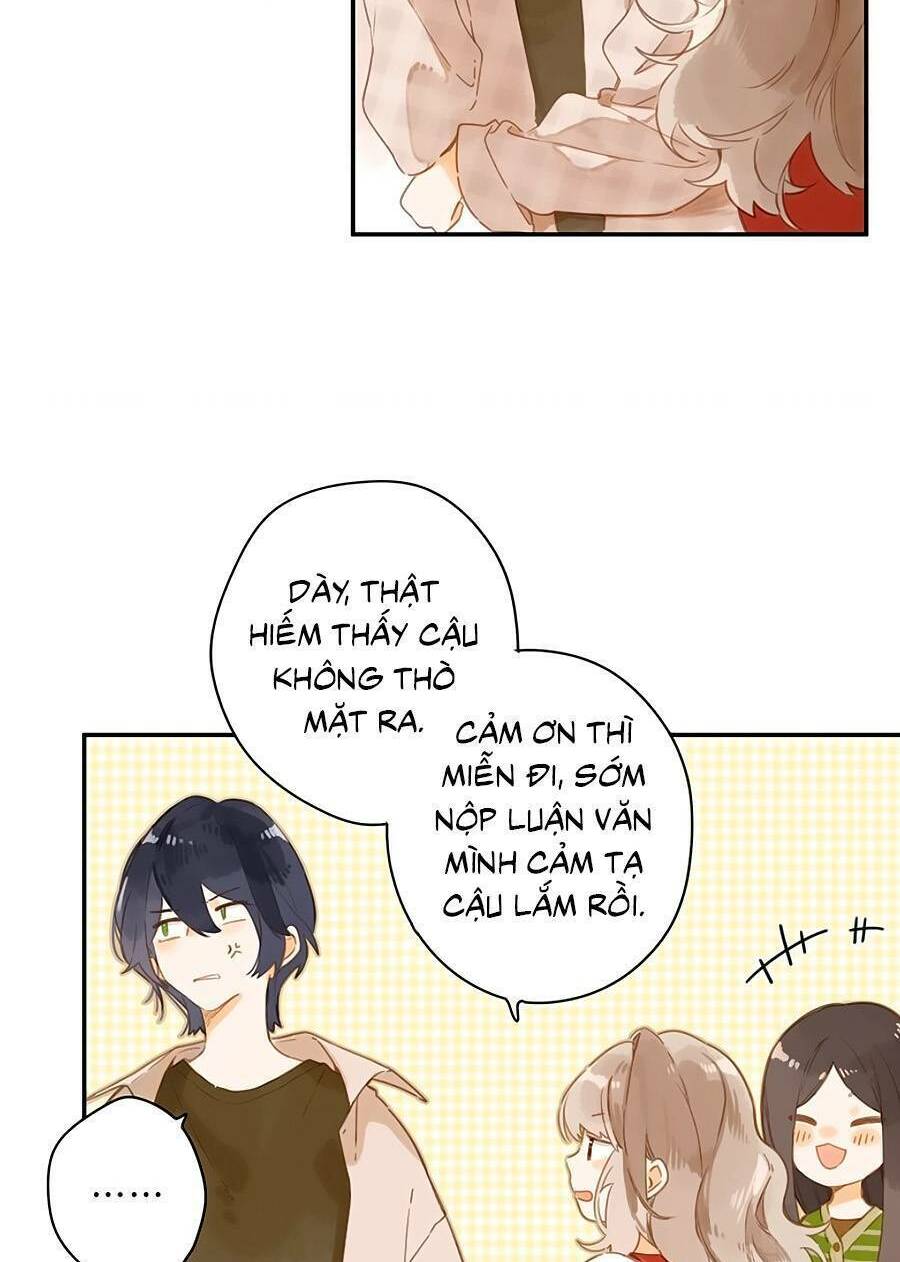 DÀY, THẬT
HIẾM THẤY CẬU
KHÔNG THÒ
MẶT RA.
CẢM ƠN THÌ
MIỄN ĐI, SỚM
NỘP LUẬN VĂN
MÌNH CẢM TẠ
CẬU LẮM RỒI.
......